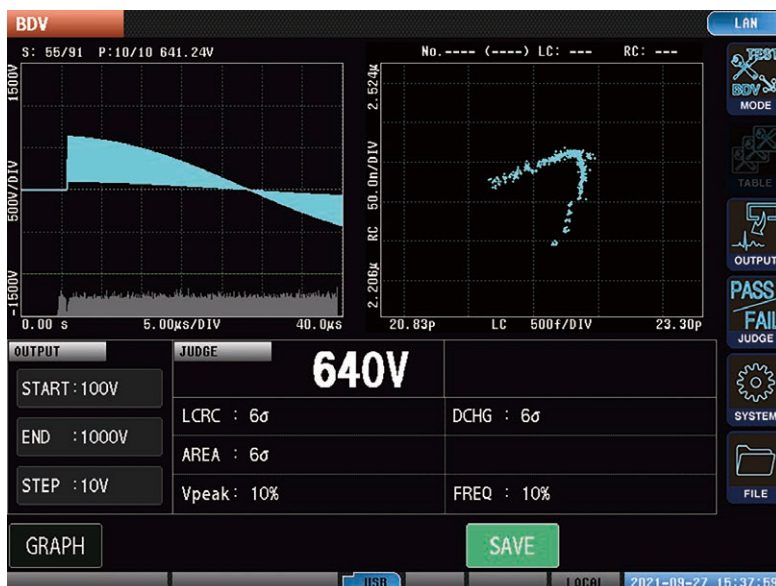 BDV
LAN
S: 55/91 P:10/10 641.24V
No.---- (----) LC: --- RC: ---
1500V
500V/DIV
-1500V
0.00 s 5.00µs/DIV 40.0µs
2.524µ
RC 50.0n/DIV
2.206µ
20.83p LC 500f/DIV 23.30p
TEST
BDV
MODE
TABLE
OUTPUT
PASS
FAIL
JUDGE
SYSTEM
FILE
OUTPUT
START:100V
END :1000V
STEP :10V
JUDGE
640V
LCRC : 6σ
DCHG : 6σ
AREA : 6σ
Vpeak: 10%
FREQ : 10%
GRAPH
SAVE
USB
LOCAL
2021-09-27 15:37:59